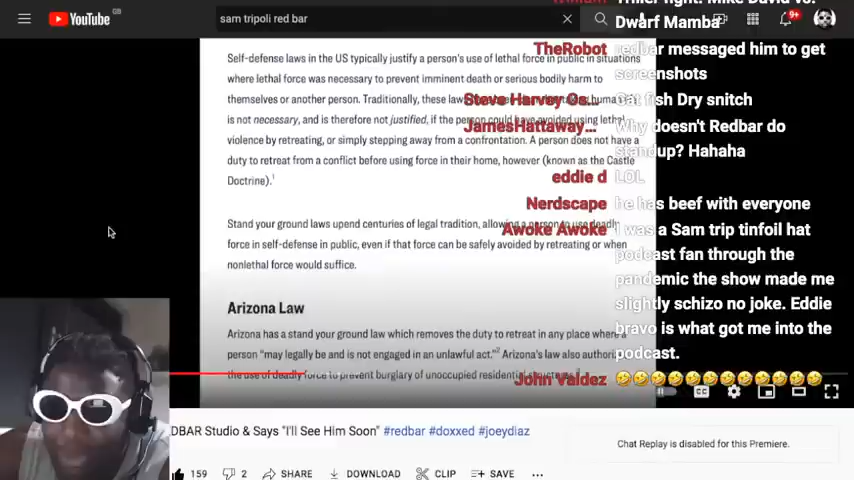 YouTube GB
sam tripoli red bar
9+
Dwarf Mamba
TheRobot redbar messaged him to get
screenshots
Steve Harvey Gs... Cat fish Dry snitch
JamesHattaway... Why doesn't Redbar do
standup? Hahaha
eddie d LOL
Nerdscape he has beef with everyone
Awoke Awoke I was a Sam trip tinfoil hat
podcast fan through the
pandemic the show made me
slightly schizo no joke. Eddie
bravo is what got me into the
podcast.
John Valdez 🤣🤣🤣🤣🤣🤣🤣🤣🤣🤣🤣🤣
Self-defense laws in the US typically justify a person's use of lethal force in public in situations
where lethal force was necessary to prevent imminent death or serious bodily harm to
themselves or another person. Traditionally, these laws
is not necessary, and is therefore not justified, if the person could have avoided using lethal
violence by retreating, or simply stepping away from a confrontation. A person does not have a
duty to retreat from a conflict before using force in their home, however (known as the Castle
Doctrine).1
Stand your ground laws upend centuries of legal tradition, allowing a person to use deadly
force in self-defense in public, even if that force can be safely avoided by retreating or when
nonlethal force would suffice.
Arizona Law
Arizona has a stand your ground law which removes the duty to retreat in any place where a
person "may legally be and is not engaged in an unlawful act."2 Arizona's law also
the use of deadly force to prevent burglary of unoccupied residential
DBAR Studio & Says "I'll See Him Soon" #redbar #doxxed #joeydiaz
Chat Replay is disabled for this Premiere.
159 2 SHARE DOWNLOAD CLIP SAVE ...